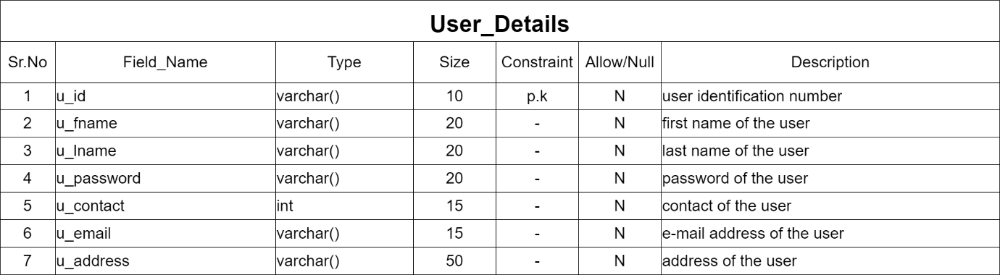 User_Details
Sr.No Field_Name Type Size Constraint Allow/Null Description
1 u_id varchar() 10 p.k N user identification number
2 u_fname varchar() 20 - N first name of the user
3 u_lname varchar() 20 - N last name of the user
4 u_password varchar() 20 - N password of the user
5 u_contact int 15 - N contact of the user
6 u_email varchar() 15 - N e-mail address of the user
7 u_address varchar() 50 - N address of the user